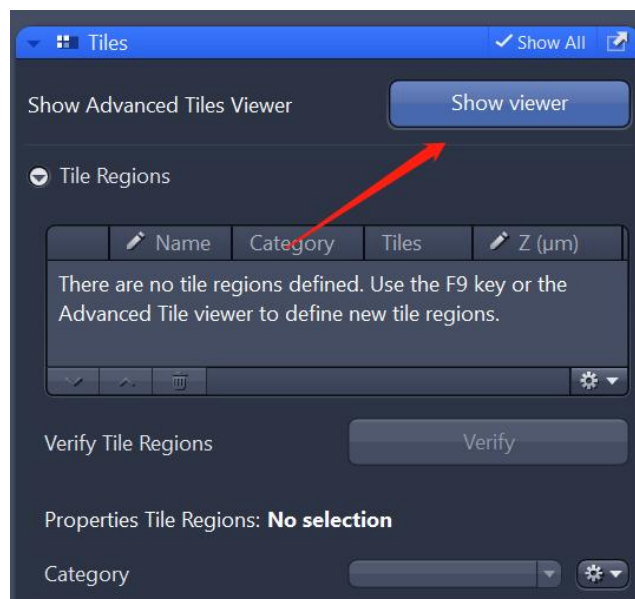 Tiles
Show All
Show Advanced Tiles Viewer
Show viewer
Tile Regions
Name Category Tiles Z (µm)
There are no tile regions defined. Use the F9 key or the
Advanced Tile viewer to define new tile regions.
Verify Tile Regions
Verify
Properties Tile Regions: No selection
Category